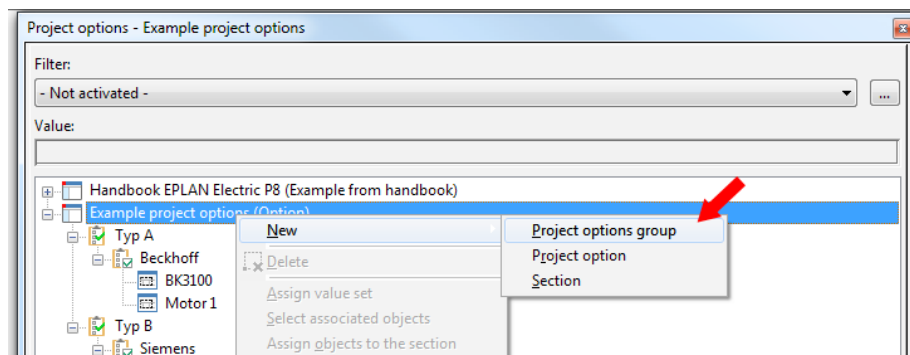 Project options - Example project options
Filter:
- Not activated -
...
Value:
Handbook EPLAN Electric P8 (Example from handbook)
Example project options (Option)
New
Project options group
Typ A
Project option
Beckhoff
Delete
Section
BK3100
Assign value set
Motor 1
Select associated objects
Typ B
Assign objects to the section
Siemens